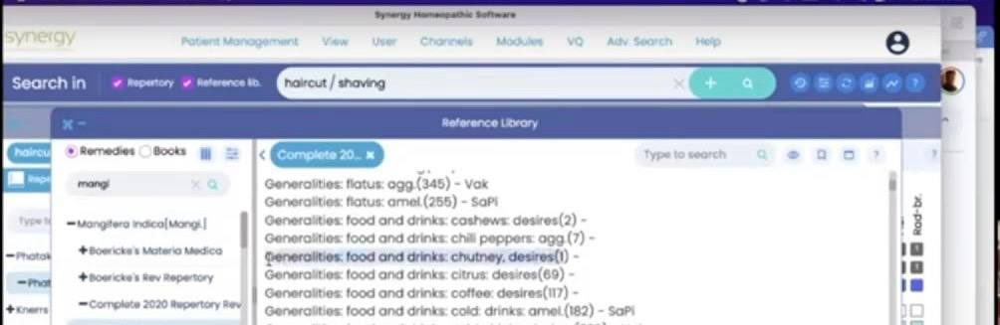 Synergy Homeopathic Software
synergy
Patient Management View User Channels Modules VQ Adv. Search Help
Search in Repertory Reference lib. haircut / shaving
Reference Library
haircu Remedies Books Complete 20... Type to search
Repe
mangi
Generalities: flatus: agg.(345) - Vak
Generalities: flatus: amel.(255) - SaPi
Type to
Mangifera Indica[Mangi.]
Generalities: food and drinks: cashews: desires(2) -
Generalities: food and drinks: chili peppers: agg.(7) -
Phatak
Boericke's Materia Medica
Generalities: food and drinks: chutney, desires(1) -
Phat
Boericke's Rev Repertory
Generalities: food and drinks: citrus: desires(69) -
Generalities: food and drinks: coffee: desires(117) -
Knerrs
Complete 2020 Repertory Rev
Generalities: food and drinks: cold: drinks: amel.(182) - SaPi
Rad-br.